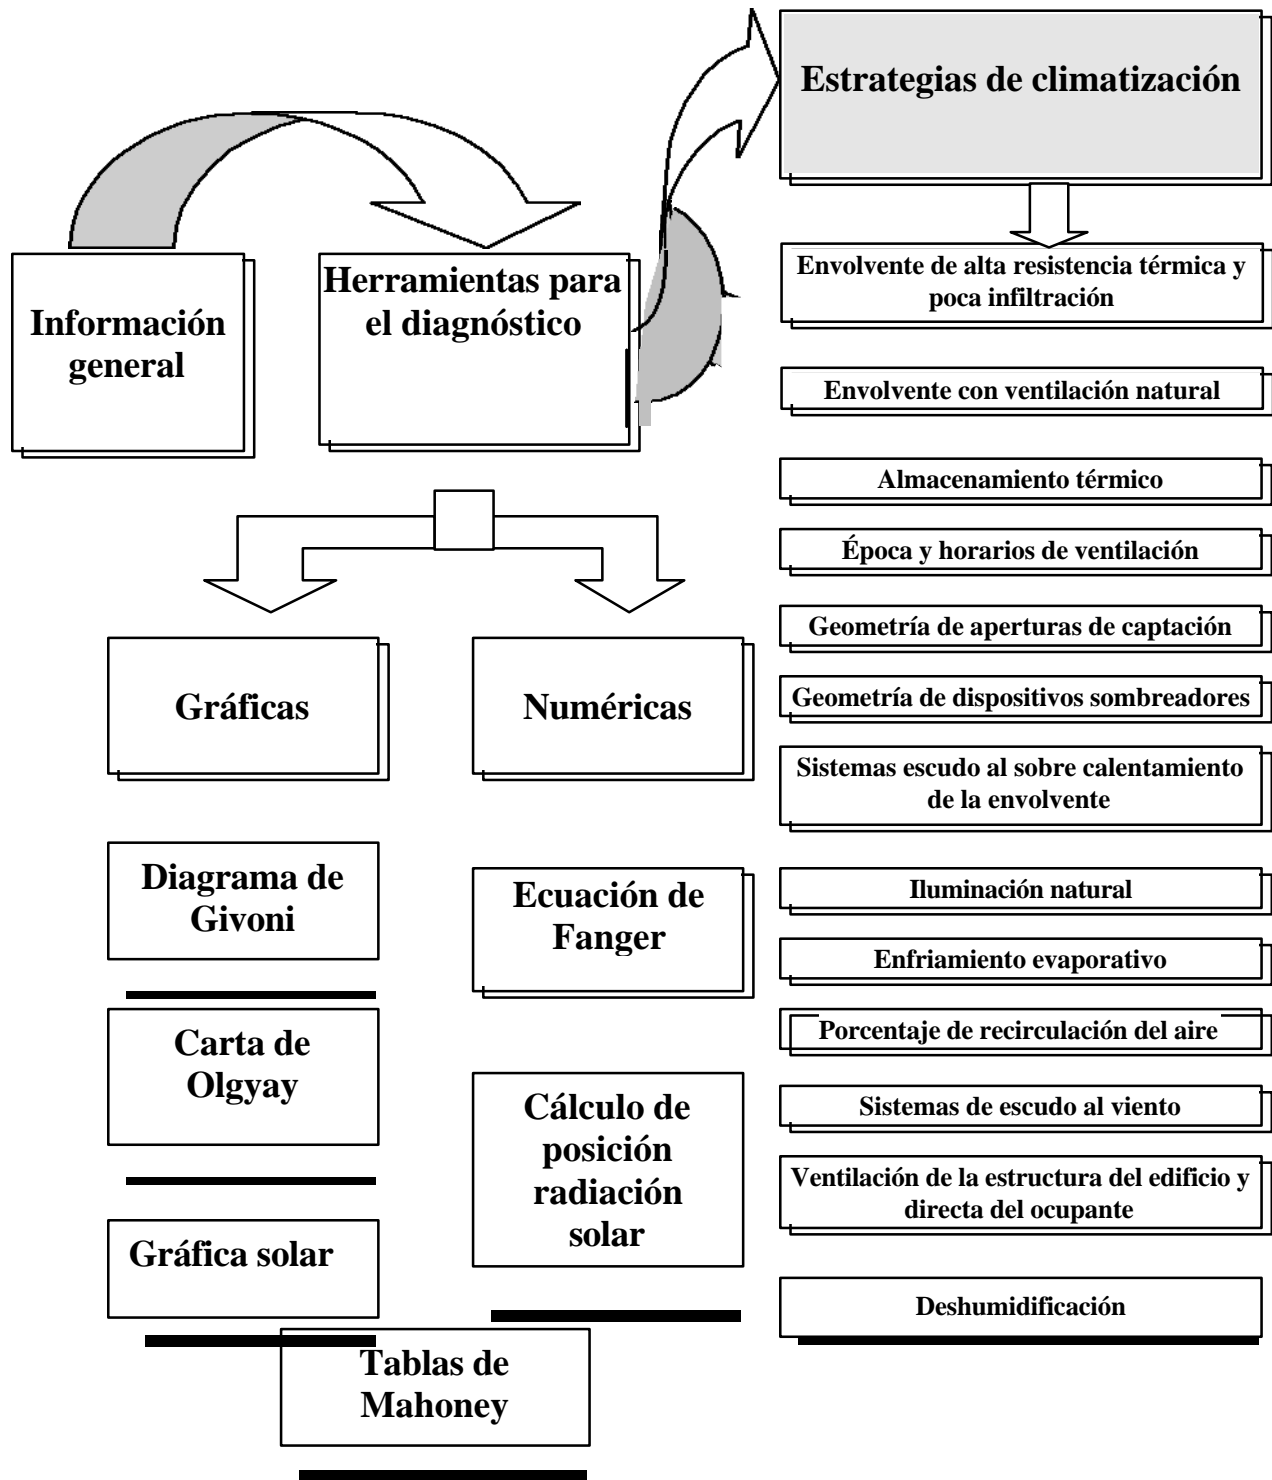 Información
general
Herramientas para
el diagnóstico
Gráficas
Numéricas
Diagrama de
Givoni
Carta de
Olgyay
Gráfica solar
Ecuación de
Fanger
Cálculo de
posición
radiación
solar
Tablas de
Mahoney
Estrategias de climatización
Envolvente de alta resistencia térmica y
poca infiltración
Envolvente con ventilación natural
Almacenamiento térmico
Época y horarios de ventilación
Geometría de aperturas de captación
Geometría de dispositivos sombreadores
Sistemas escudo al sobre calentamiento
de la envolvente
Iluminación natural
Enfriamiento evaporativo
Porcentaje de recirculación del aire
Sistemas de escudo al viento
Ventilación de la estructura del edificio y
directa del ocupante
Deshumidificación